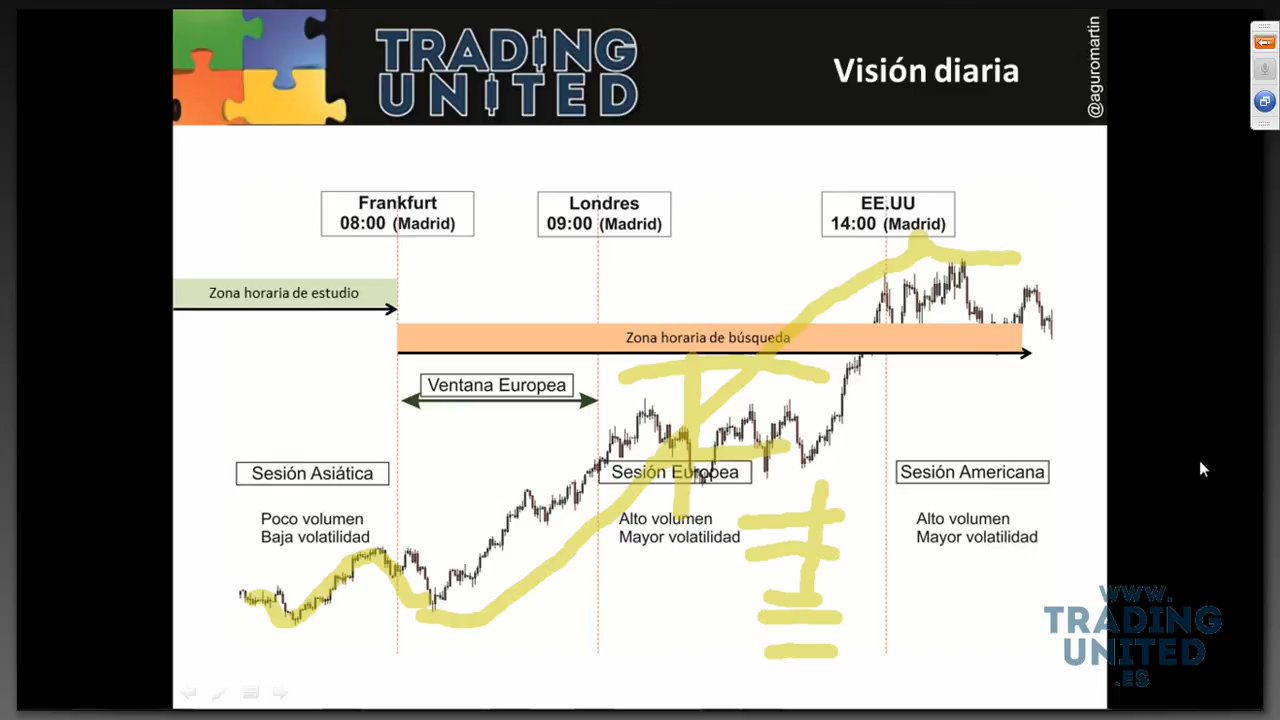 TRADING
UNITED
Visión diaria
@aguromartin
Frankfurt
08:00 (Madrid)
Londres
09:00 (Madrid)
EE.UU
14:00 (Madrid)
Zona horaria de estudio
Zona horaria de búsqueda
Ventana Europea
Sesión Asiática
Sesión Europea
Sesión Americana
Poco volumen
Baja volatilidad
Alto volumen
Mayor volatilidad
Alto volumen
Mayor volatilidad
www.
TRADING
UNITED
.ES